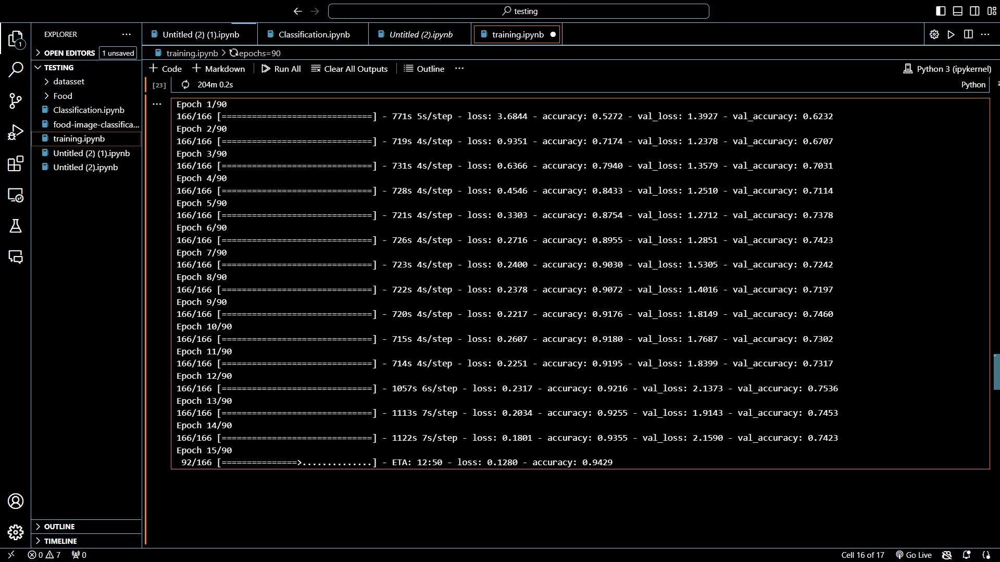 testing
EXPLORER
OPEN EDITORS 1 unsaved
TESTING
datasset
Food
Classification.ipynb
food-image-classifica...
training.ipynb
Untitled (2) (1).ipynb
Untitled (2).ipynb
OUTLINE
TIMELINE
1
Untitled (2) (1).ipynb Classification.ipynb Untitled (2).ipynb training.ipynb
training.ipynb > epochs=90
+ Code + Markdown Run All Clear All Outputs Outline ... Python 3 (ipykernel)
[23] 204m 0.2s Python
Epoch 1/90
166/166 [==============================] - 771s 5s/step - loss: 3.6844 - accuracy: 0.5272 - val_loss: 1.3927 - val_accuracy: 0.6232
Epoch 2/90
166/166 [==============================] - 719s 4s/step - loss: 0.9351 - accuracy: 0.7174 - val_loss: 1.2378 - val_accuracy: 0.6707
Epoch 3/90
166/166 [==============================] - 731s 4s/step - loss: 0.6366 - accuracy: 0.7940 - val_loss: 1.3579 - val_accuracy: 0.7031
Epoch 4/90
166/166 [==============================] - 728s 4s/step - loss: 0.4546 - accuracy: 0.8433 - val_loss: 1.2510 - val_accuracy: 0.7114
Epoch 5/90
166/166 [==============================] - 721s 4s/step - loss: 0.3303 - accuracy: 0.8754 - val_loss: 1.2712 - val_accuracy: 0.7378
Epoch 6/90
166/166 [==============================] - 726s 4s/step - loss: 0.2716 - accuracy: 0.8955 - val_loss: 1.2851 - val_accuracy: 0.7423
Epoch 7/90
166/166 [==============================] - 723s 4s/step - loss: 0.2400 - accuracy: 0.9030 - val_loss: 1.5305 - val_accuracy: 0.7242
Epoch 8/90
166/166 [==============================] - 722s 4s/step - loss: 0.2378 - accuracy: 0.9072 - val_loss: 1.4016 - val_accuracy: 0.7197
Epoch 9/90
166/166 [==============================] - 720s 4s/step - loss: 0.2217 - accuracy: 0.9176 - val_loss: 1.8149 - val_accuracy: 0.7460
Epoch 10/90
166/166 [==============================] - 715s 4s/step - loss: 0.2607 - accuracy: 0.9180 - val_loss: 1.7687 - val_accuracy: 0.7302
Epoch 11/90
166/166 [==============================] - 714s 4s/step - loss: 0.2251 - accuracy: 0.9195 - val_loss: 1.8399 - val_accuracy: 0.7317
Epoch 12/90
166/166 [==============================] - 1057s 6s/step - loss: 0.2317 - accuracy: 0.9216 - val_loss: 2.1373 - val_accuracy: 0.7536
Epoch 13/90
166/166 [==============================] - 1113s 7s/step - loss: 0.2034 - accuracy: 0.9255 - val_loss: 1.9143 - val_accuracy: 0.7453
Epoch 14/90
166/166 [==============================] - 1122s 7s/step - loss: 0.1801 - accuracy: 0.9355 - val_loss: 2.1590 - val_accuracy: 0.7423
Epoch 15/90
92/166 [===============>..............] - ETA: 12:50 - loss: 0.1280 - accuracy: 0.9429
0 7 0 Cell 16 of 17 Go Live